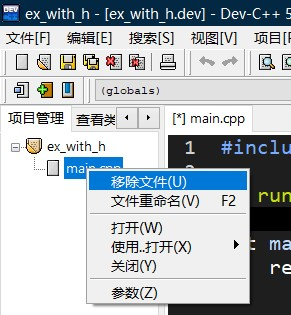 ex_with_h - [ex_with_h.dev] - Dev-C++ 5
文件[F] 编辑[E] 搜索[S] 视图[V] 项目[P]
(globals)
项目管理 查看类 [*] main.cpp
ex_with_h
main.cpp
1 #inclu
2
移除文件(U)
文件重命名(V) F2
run
打开(W)
使用..打开(X)
ma
关闭(Y)
re
参数(Z)